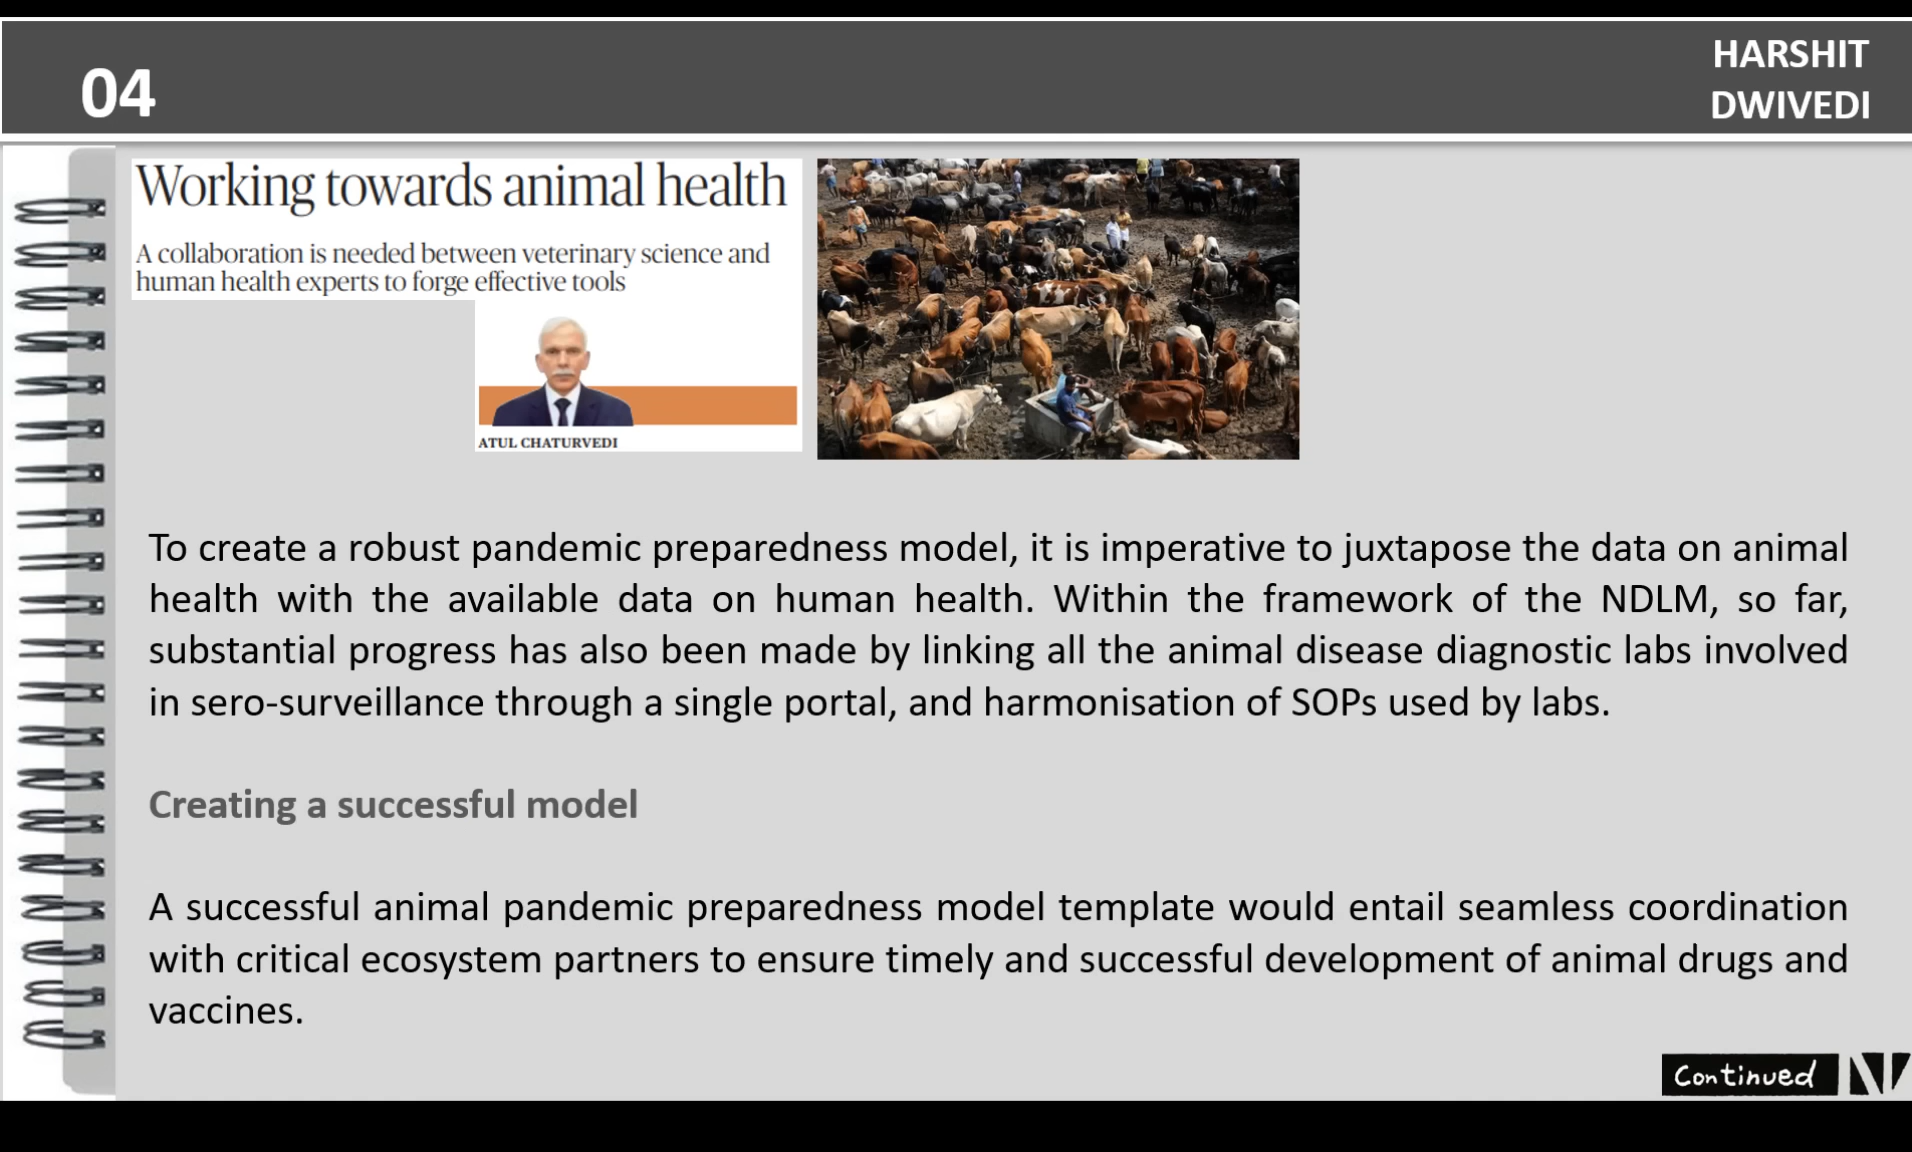 04
HARSHIT
DWIVEDI
Working towards animal health
A collaboration is needed between veterinary science and
human health experts to forge effective tools
ATUL CHATURVEDI
To create a robust pandemic preparedness model, it is imperative to juxtapose the data on animal
health with the available data on human health. Within the framework of the NDLM, so far,
substantial progress has also been made by linking all the animal disease diagnostic labs involved
in sero-surveillance through a single portal, and harmonisation of SOPs used by labs.
Creating a successful model
A successful animal pandemic preparedness model template would entail seamless coordination
with critical ecosystem partners to ensure timely and successful development of animal drugs and
vaccines.
Continued